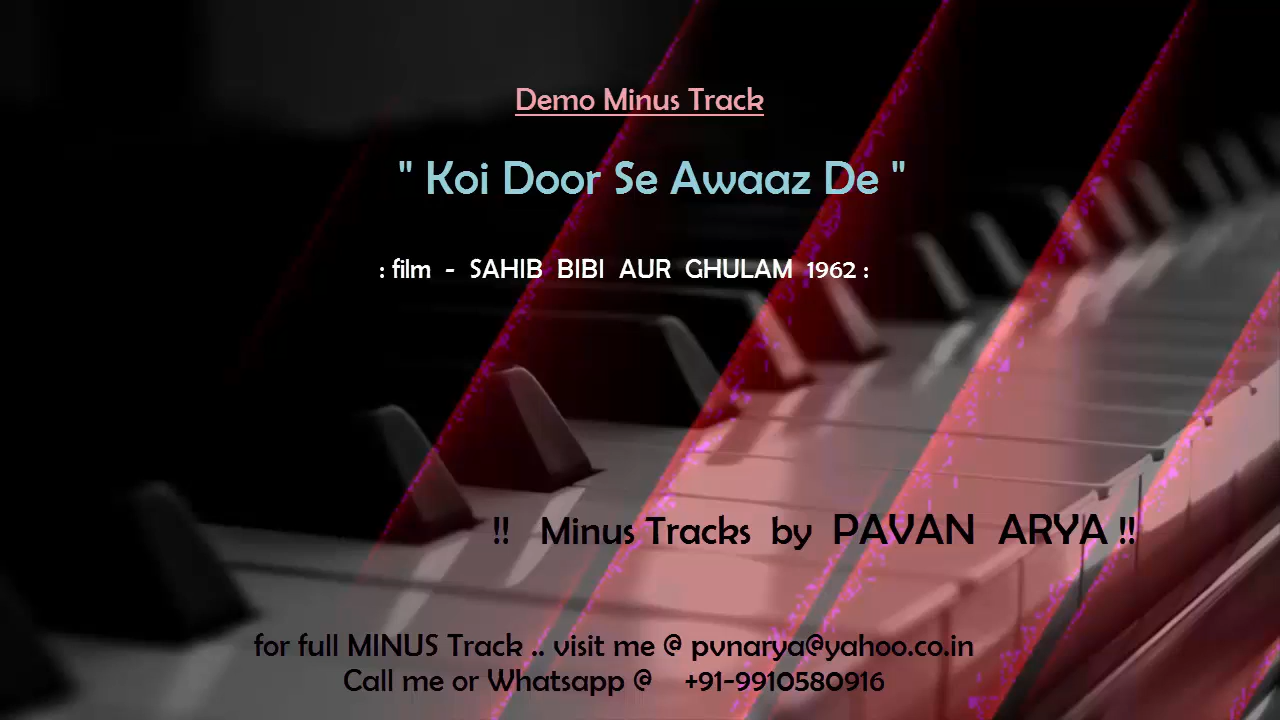 Demo Minus Track
" Koi Door Se Awaaz De "
: film - SAHIB BIBI AUR GHULAM 1962 :
!! Minus Tracks by PAVAN ARYA !!
for full MINUS Track .. visit me @ pvnarya@yahoo.co.in
Call me or Whatsapp @ +91-9910580916